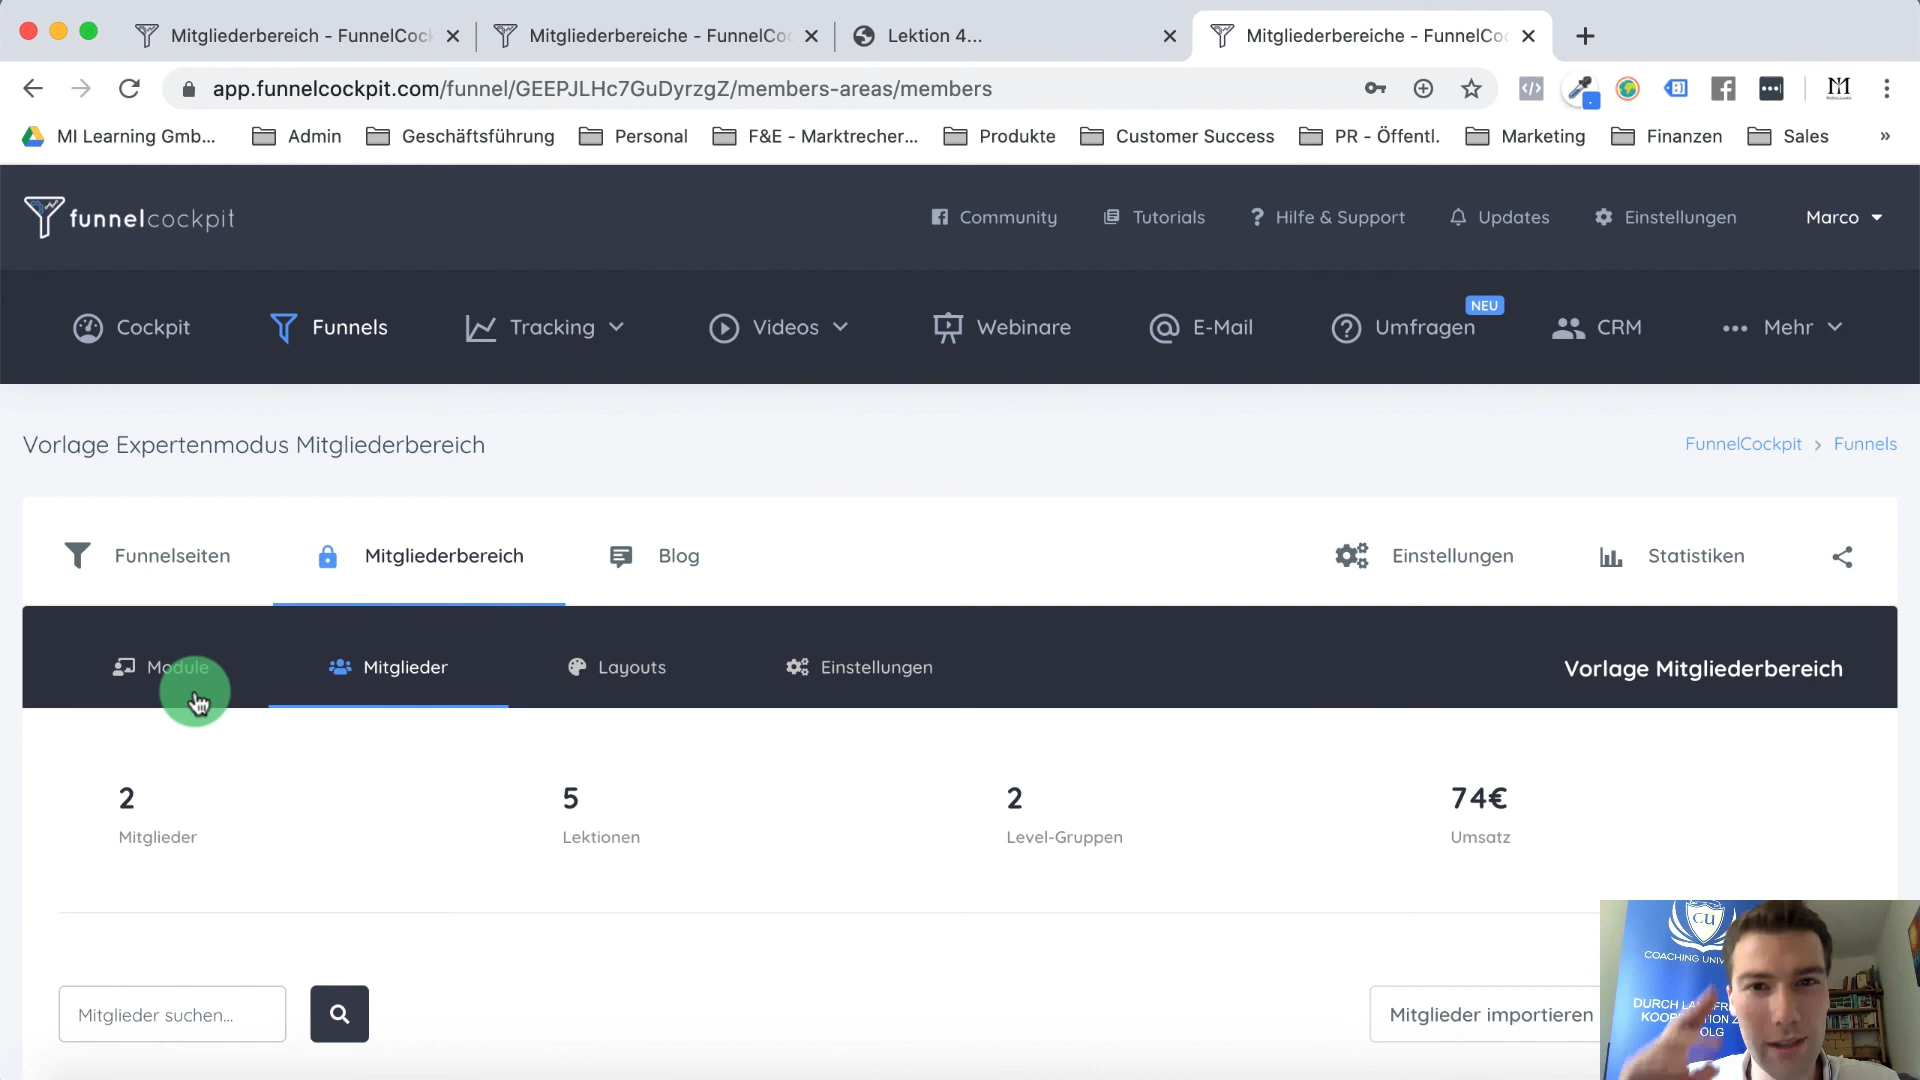 Mitgliederbereich - FunnelCock
Mitgliederbereiche - FunnelCo
Lektion 4...
Mitgliederbereiche - FunnelCo
app.funnelcockpit.com/funnel/GEEPJLHc7GuDyrzgZ/members-areas/members
MI Learning Gmb...
Admin
Geschäftsführung
Personal
F&E - Marktrecher...
Produkte
Customer Success
PR - Öffentl.
Marketing
Finanzen
Sales
»
funnelcockpit
Community
Tutorials
Hilfe & Support
Updates
Einstellungen
Marco
Cockpit
Funnels
Tracking
Videos
Webinare
E-Mail
Umfragen
NEU
CRM
Mehr
Vorlage Expertenmodus Mitgliederbereich
FunnelCockpit > Funnels
Funnelseiten
Mitgliederbereich
Blog
Einstellungen
Statistiken
Module
Mitglieder
Layouts
Einstellungen
Vorlage Mitgliederbereich
2
Mitglieder
5
Lektionen
2
Level-Gruppen
74€
Umsatz
Mitglieder suchen...
Mitglieder importieren
CU
COACHING UNIV